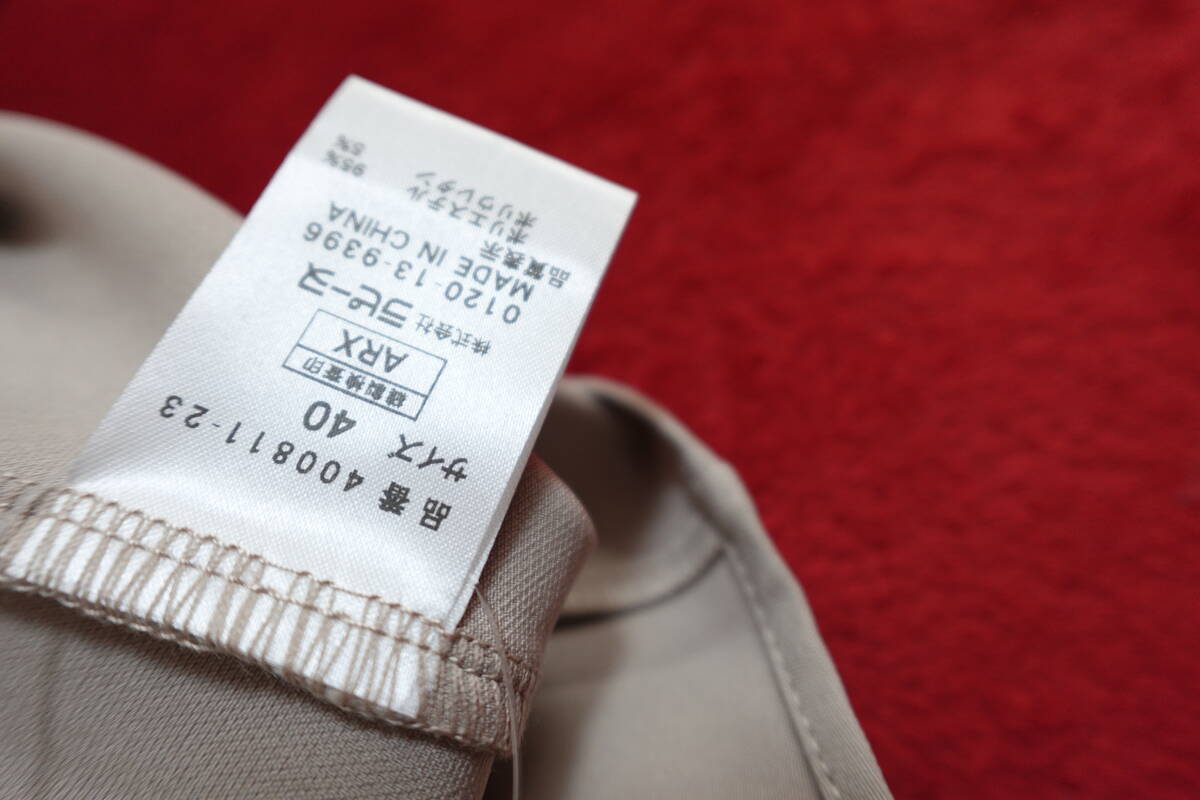 品番 400811-23
サイズ 40
縫製検査印
ARX
株式会社 ラピーヌ
0120-13-9396
MADE IN CHINA
品質表示
ポリエステル 95%
ポリウレタン 5%